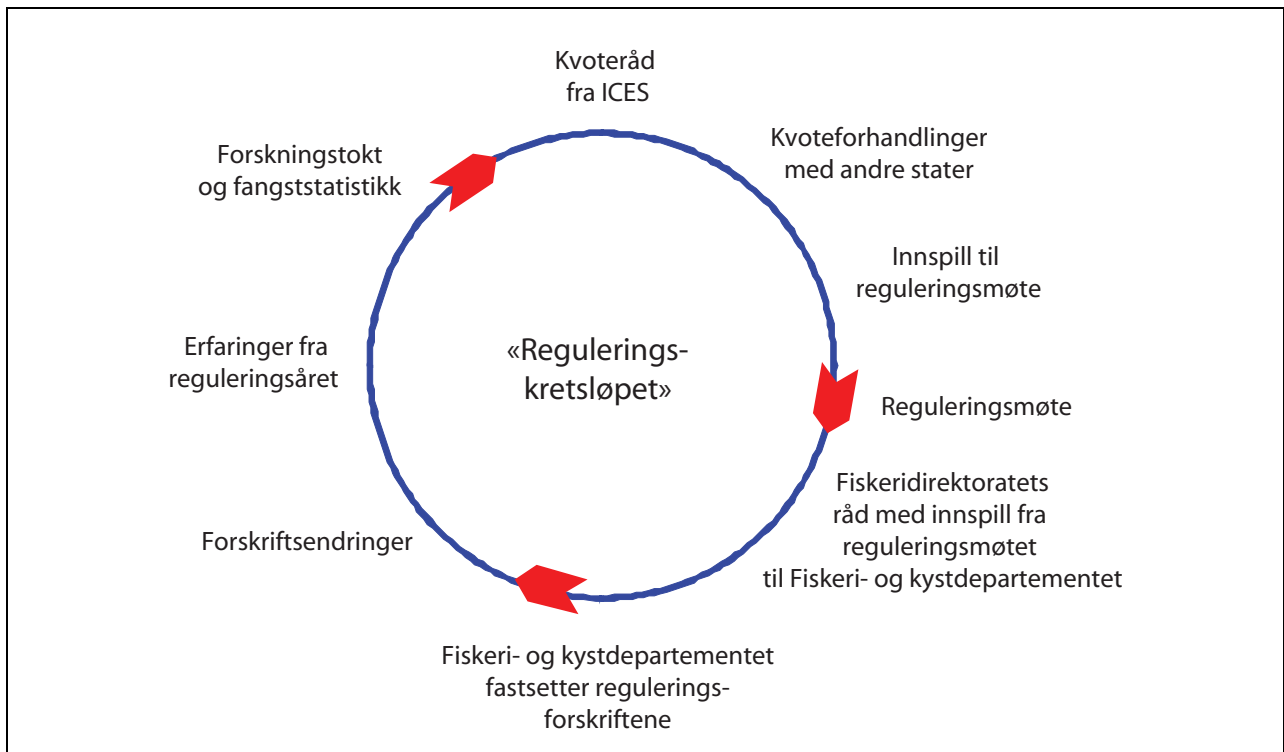 Kvoteråd
fra ICES
Kvoteforhandlinger
med andre stater
Innspill til
reguleringsmøte
Reguleringsmøte
Fiskeridirektoratets
råd med innspill fra
reguleringsmøtet
til Fiskeri- og kystdepartementet
Fiskeri- og kystdepartementet
fastsetter regulerings-
forskriftene
Forskriftsendringer
Erfaringer fra
reguleringsåret
Forskningstokt
og fangststatistikk
«Regulerings-
kretsløpet»